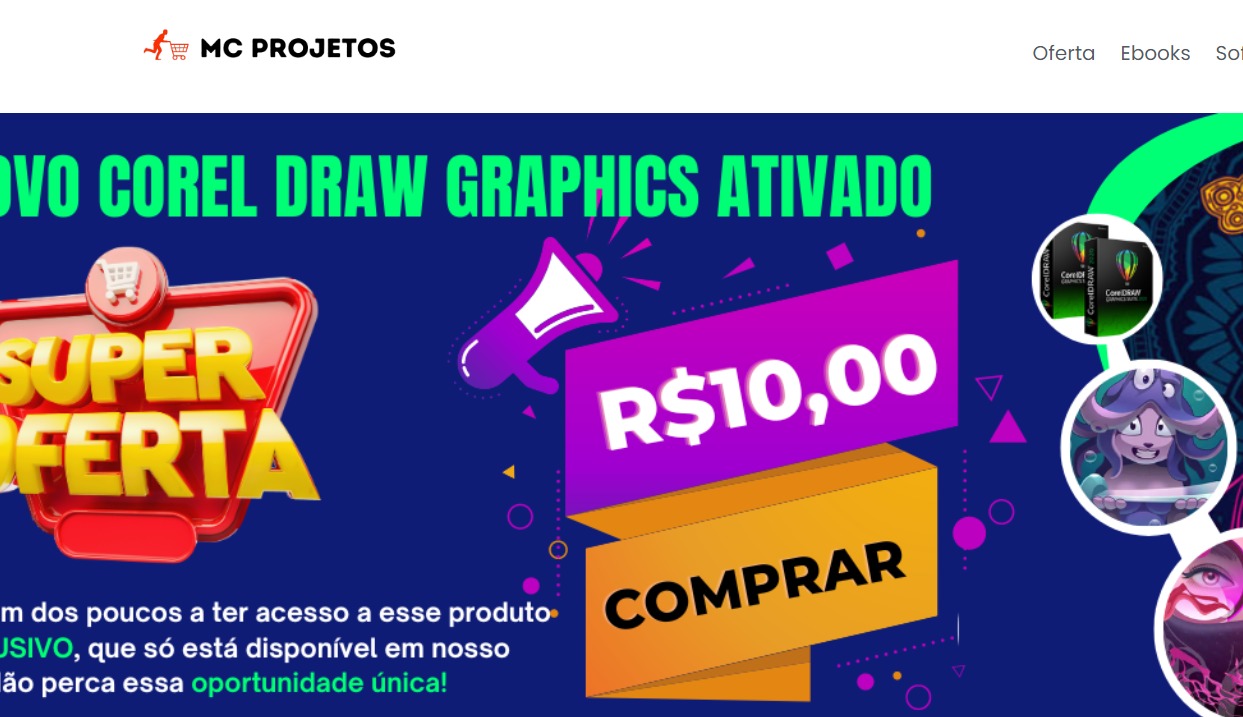 MC PROJETOS
Oferta Ebooks Sof
OVO COREL DRAW GRAPHICS ATIVADO
SUPER
OFERTA
R$10,00
COMPRAR
CorelDRAW
CorelDRAW
m dos poucos a ter acesso a esse produto
USIVO, que só está disponível em nosso
ão perca essa oportunidade única!